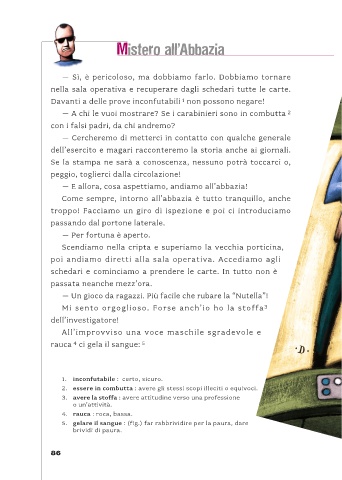 Mistero all'Abbazia
— Sì, è pericoloso, ma dobbiamo farlo. Dobbiamo tornare
nella sala operativa e recuperare dagli schedari tutte le carte.
Davanti a delle prove inconfutabili ¹ non possono negare!
— A chi le vuoi mostrare? Se i carabinieri sono in combutta ²
con i falsi padri, da chi andremo?
— Cercheremo di metterci in contatto con qualche generale
dell'esercito e magari racconteremo la storia anche ai giornali.
Se la stampa ne sarà a conoscenza, nessuno potrà toccarci o,
peggio, toglierci dalla circolazione!
— E allora, cosa aspettiamo, andiamo all'abbazia!
Come sempre, intorno all'abbazia è tutto tranquillo, anche
troppo! Facciamo un giro di ispezione e poi ci introduciamo
passando dal portone laterale.
— Per fortuna è aperto.
Scendiamo nella cripta e superiamo la vecchia porticina,
poi andiamo diretti alla sala operativa. Accediamo agli
schedari e cominciamo a prendere le carte. In tutto non è
passata neanche mezz'ora.
— Un gioco da ragazzi. Più facile che rubare la "Nutella"!
Mi sento orgoglioso. Forse anch'io ho la stoffa³
dell'investigatore!
All'improvviso una voce maschile sgradevole e
rauca ⁴ ci gela il sangue: ⁵
·D·
1. inconfutabile : certo, sicuro.
2. essere in combutta : avere gli stessi scopi illeciti o equivoci.
3. avere la stoffa : avere attitudine verso una professione
o un'attività.
4. rauca : roca, bassa.
5. gelare il sangue : (fig.) far rabbrividire per la paura, dare
brividi di paura.
86